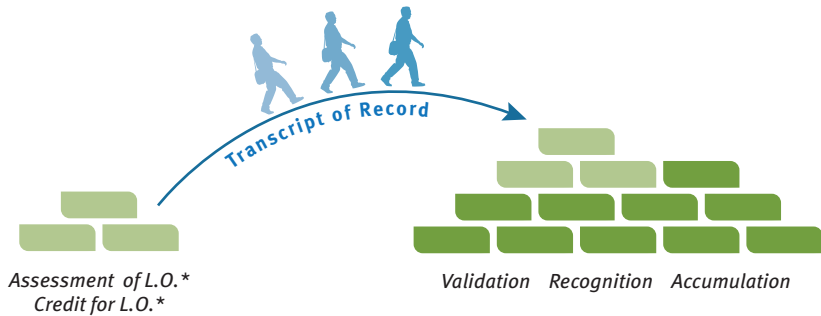 Transcript of Record
Assessment of L.O.*
Credit for L.O.*
Validation Recognition Accumulation